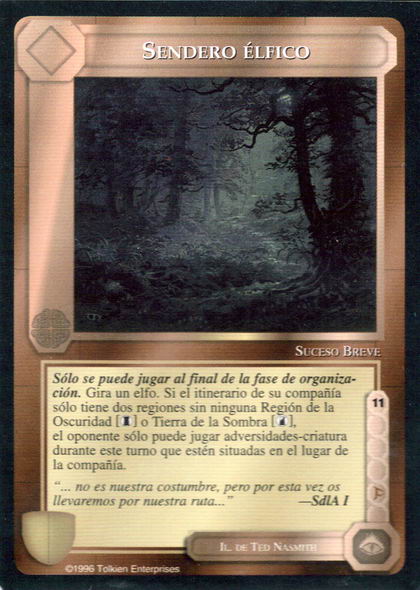 Sendero élfico
Suceso Breve
Sólo se puede jugar al final de la fase de organiza-
ción. Gira un elfo. Si el itinerario de su compañía
sólo tiene dos regiones sin ninguna Región de la
Oscuridad [ ] o Tierra de la Sombra [ ],
el oponente sólo puede jugar adversidades-criatura
durante este turno que estén situadas en el lugar de
la compañía.
11
"... no es nuestra costumbre, pero por esta vez os
llevaremos por nuestra ruta..." —SdlA I
Il. de Ted Nasmith
©1996 Tolkien Enterprises